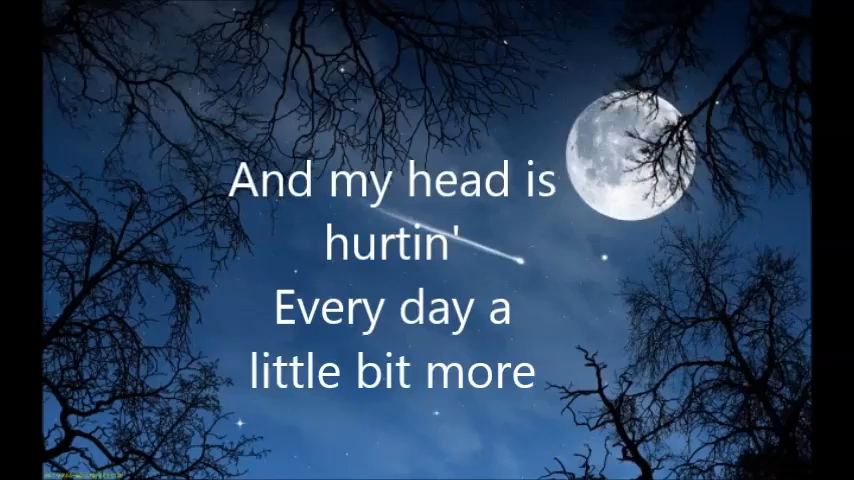 And my head is
hurtin'
Every day a
little bit more